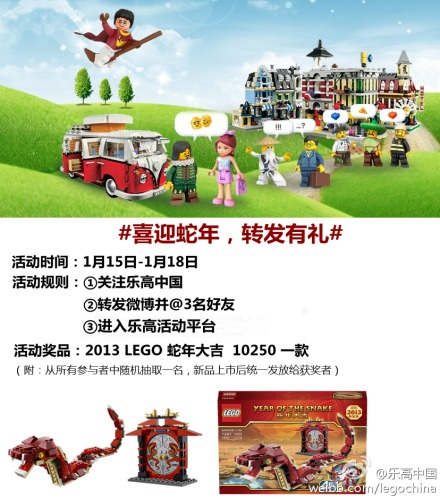 !!!
...?
#喜迎蛇年，转发有礼#
活动时间：1月15日-1月18日
活动规则：①关注乐高中国
②转发微博并@3名好友
③进入乐高活动平台
活动奖品：2013 LEGO 蛇年大吉 10250 一款
（附：从所有参与者中随机抽取一名，新品上市后统一发放给获奖者）
LEGO
YEAR OF THE SNAKE
蛇年大吉
2013
@乐高中国
weibo.com/legochina